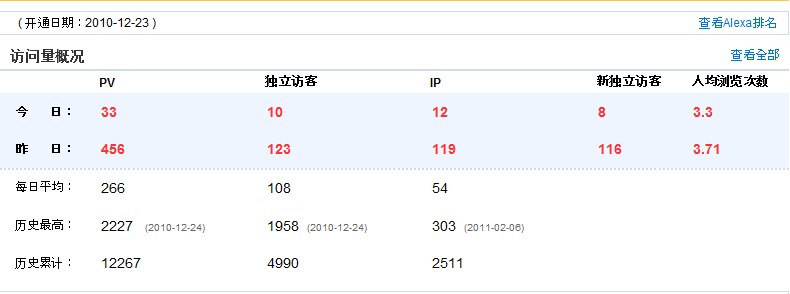 （开通日期：2010-12-23） 查看Alexa排名
访问量概况 查看全部
PV 独立访客 IP 新独立访客 人均浏览次数
今 日： 33 10 12 8 3.3
昨 日： 456 123 119 116 3.71
每日平均： 266 108 54
历史最高： 2227 (2010-12-24) 1958 (2010-12-24) 303 (2011-02-06)
历史累计： 12267 4990 2511